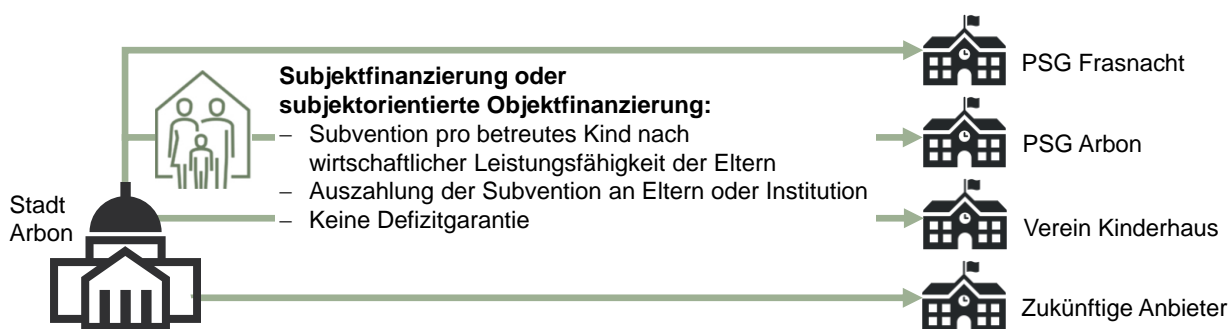 Subjektfinanzierung oder
subjektorientierte Objektfinanzierung:
– Subvention pro betreutes Kind nach
wirtschaftlicher Leistungsfähigkeit der Eltern
– Auszahlung der Subvention an Eltern oder Institution
– Keine Defizitgarantie
Stadt
Arbon
PSG Frasnacht
PSG Arbon
Verein Kinderhaus
Zukünftige Anbieter